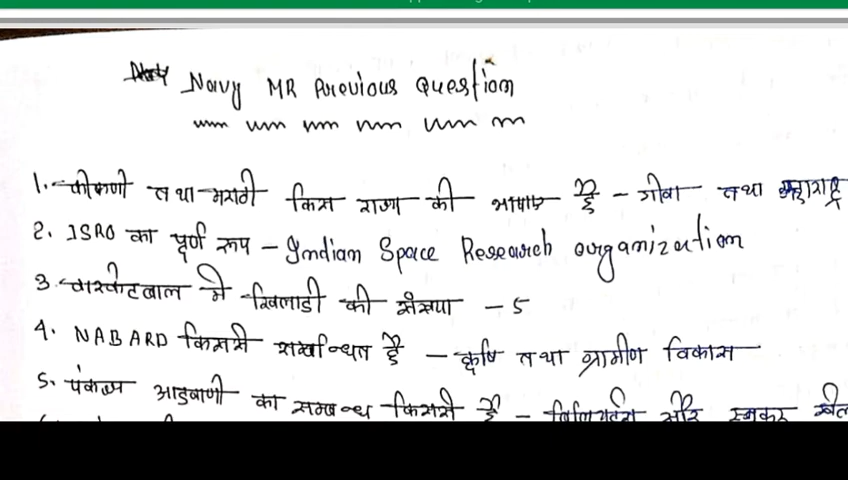 Navy MR Previous Question
1. कोंकणी तथा मराठी किस राज्य की भाषाएं हैं - गोवा तथा महाराष्ट्र
2. ISRO का पूर्ण रूप - Indian Space Research organization
3. बास्केटबाल में खिलाडी की संख्या - 5
4. NABARD किससे सम्बन्धित है - कृषि तथा ग्रामीण विकास
5. पंकज आडवाणी का सम्बन्ध किससे है - बिलियर्ड्स और स्नूकर खेल